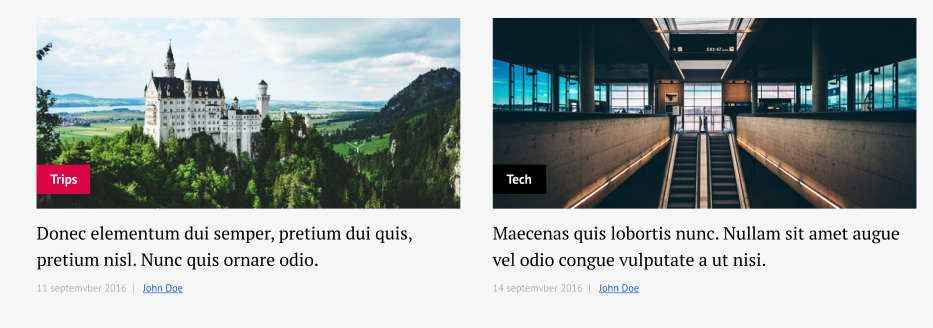 Trips
Donec elementum dui semper, pretium dui quis,
pretium nisl. Nunc quis ornare odio.
11 septemvber 2016 | John Doe
Tech
Maecenas quis lobortis nunc. Nullam sit amet augue
vel odio congue vulputate a ut nisi.
14 septemvber 2016 | John Doe